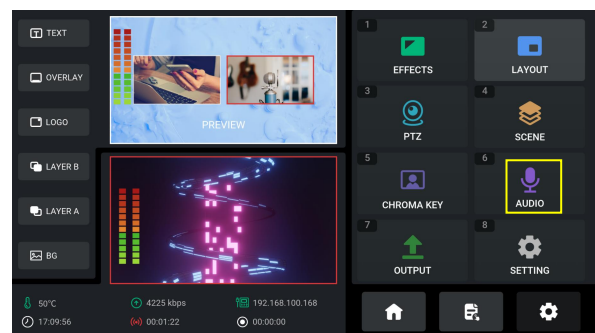 TEXT
OVERLAY
LOGO
LAYER B
LAYER A
BG
PREVIEW
1
EFFECTS
2
LAYOUT
3
PTZ
4
SCENE
5
CHROMA KEY
6
AUDIO
7
OUTPUT
8
SETTING
50°C
4225 kbps
192.168.100.168
17:09:56
00:01:22
00:00:00